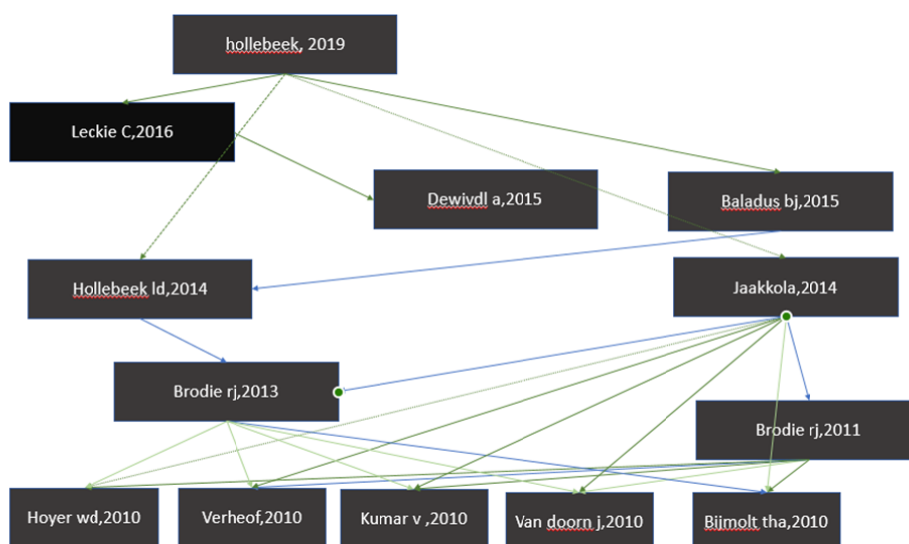 hollebeek, 2019
Leckie C,2016
Dewivdl a,2015
Baladus bj,2015
Hollebeek ld,2014
Jaakkola,2014
Brodie rj,2013
Brodie rj,2011
Hoyer wd,2010
Verheof,2010
Kumar v ,2010
Van doorn j,2010
Bijmolt tha,2010